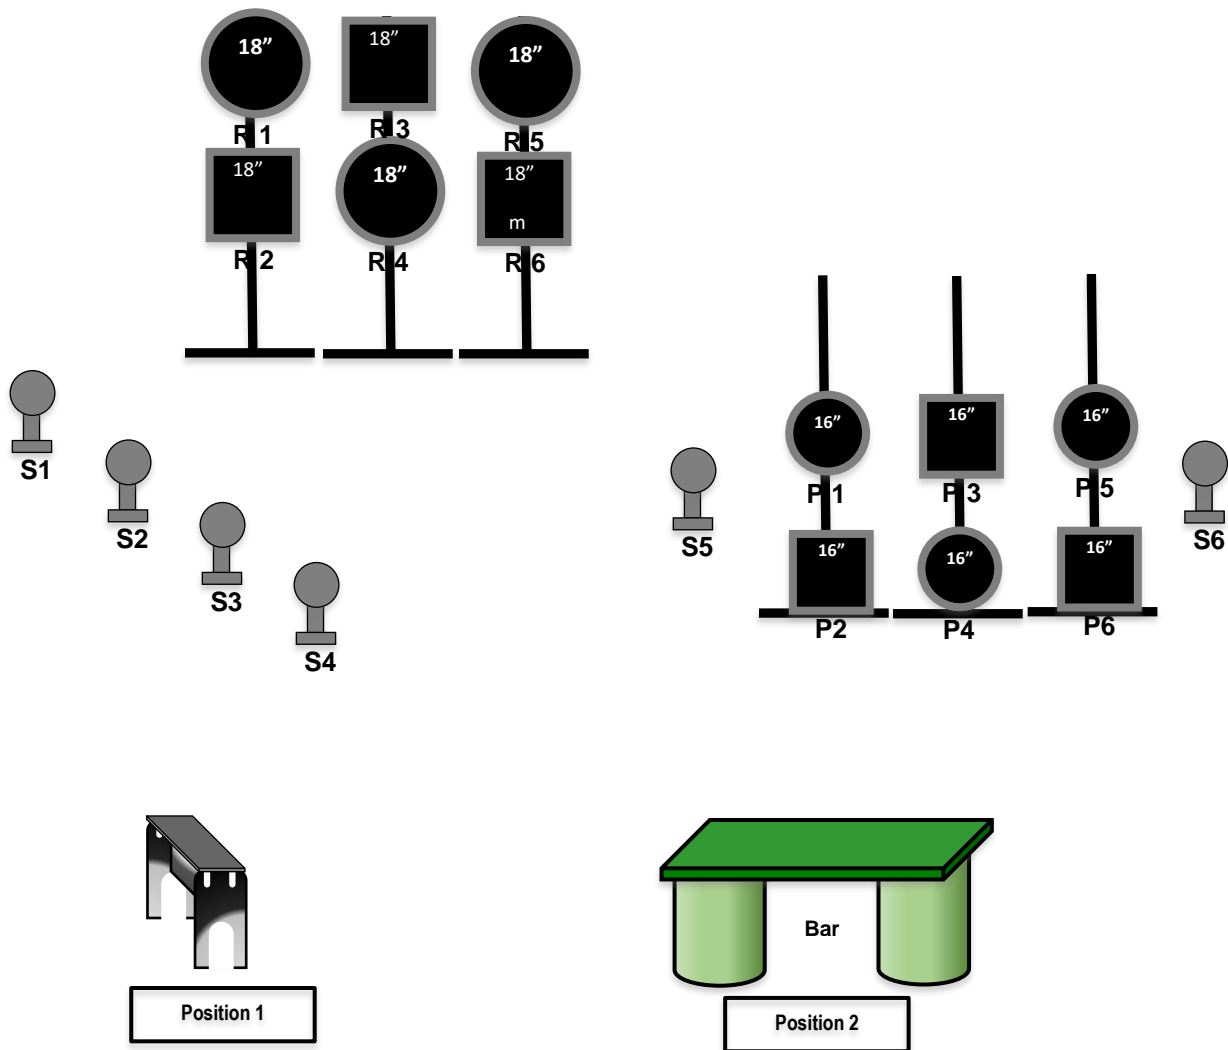 18”
18”
18”
R 1
R 3
R 5
18”
18”
18”
m
R 2
R 4
R 6
S1
S2
S3
S4
S5
16”
16”
16”
P 1
P 3
P 5
S6
16”
16”
16”
P2
P4
P6
Bar
Position 1
Position 2